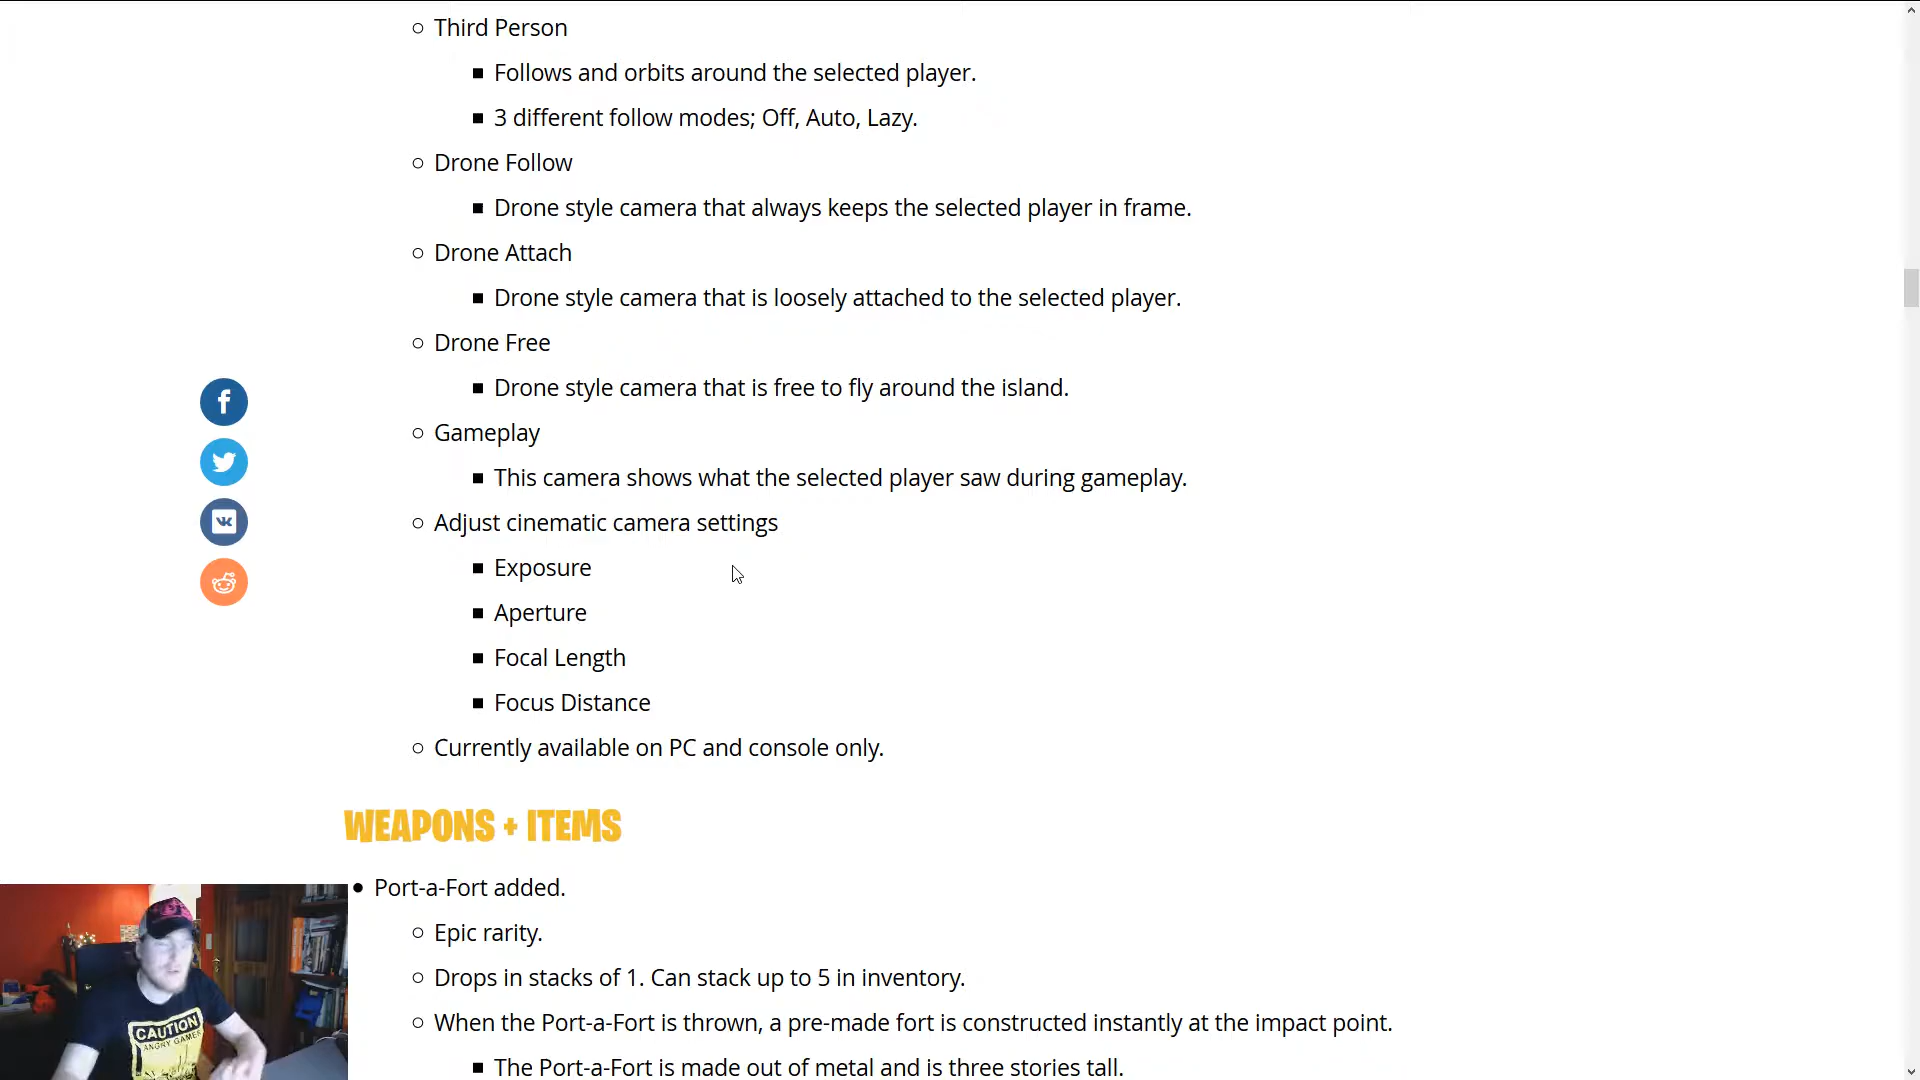 Third Person
Follows and orbits around the selected player.
3 different follow modes; Off, Auto, Lazy.
Drone Follow
Drone style camera that always keeps the selected player in frame.
Drone Attach
Drone style camera that is loosely attached to the selected player.
Drone Free
Drone style camera that is free to fly around the island.
Gameplay
This camera shows what the selected player saw during gameplay.
Adjust cinematic camera settings
Exposure
Aperture
Focal Length
Focus Distance
Currently available on PC and console only.
WEAPONS + ITEMS
Port-a-Fort added.
Epic rarity.
Drops in stacks of 1. Can stack up to 5 in inventory.
When the Port-a-Fort is thrown, a pre-made fort is constructed instantly at the impact point.
The Port-a-Fort is made out of metal and is three stories tall.
CAUTION
ANGRY GAMER